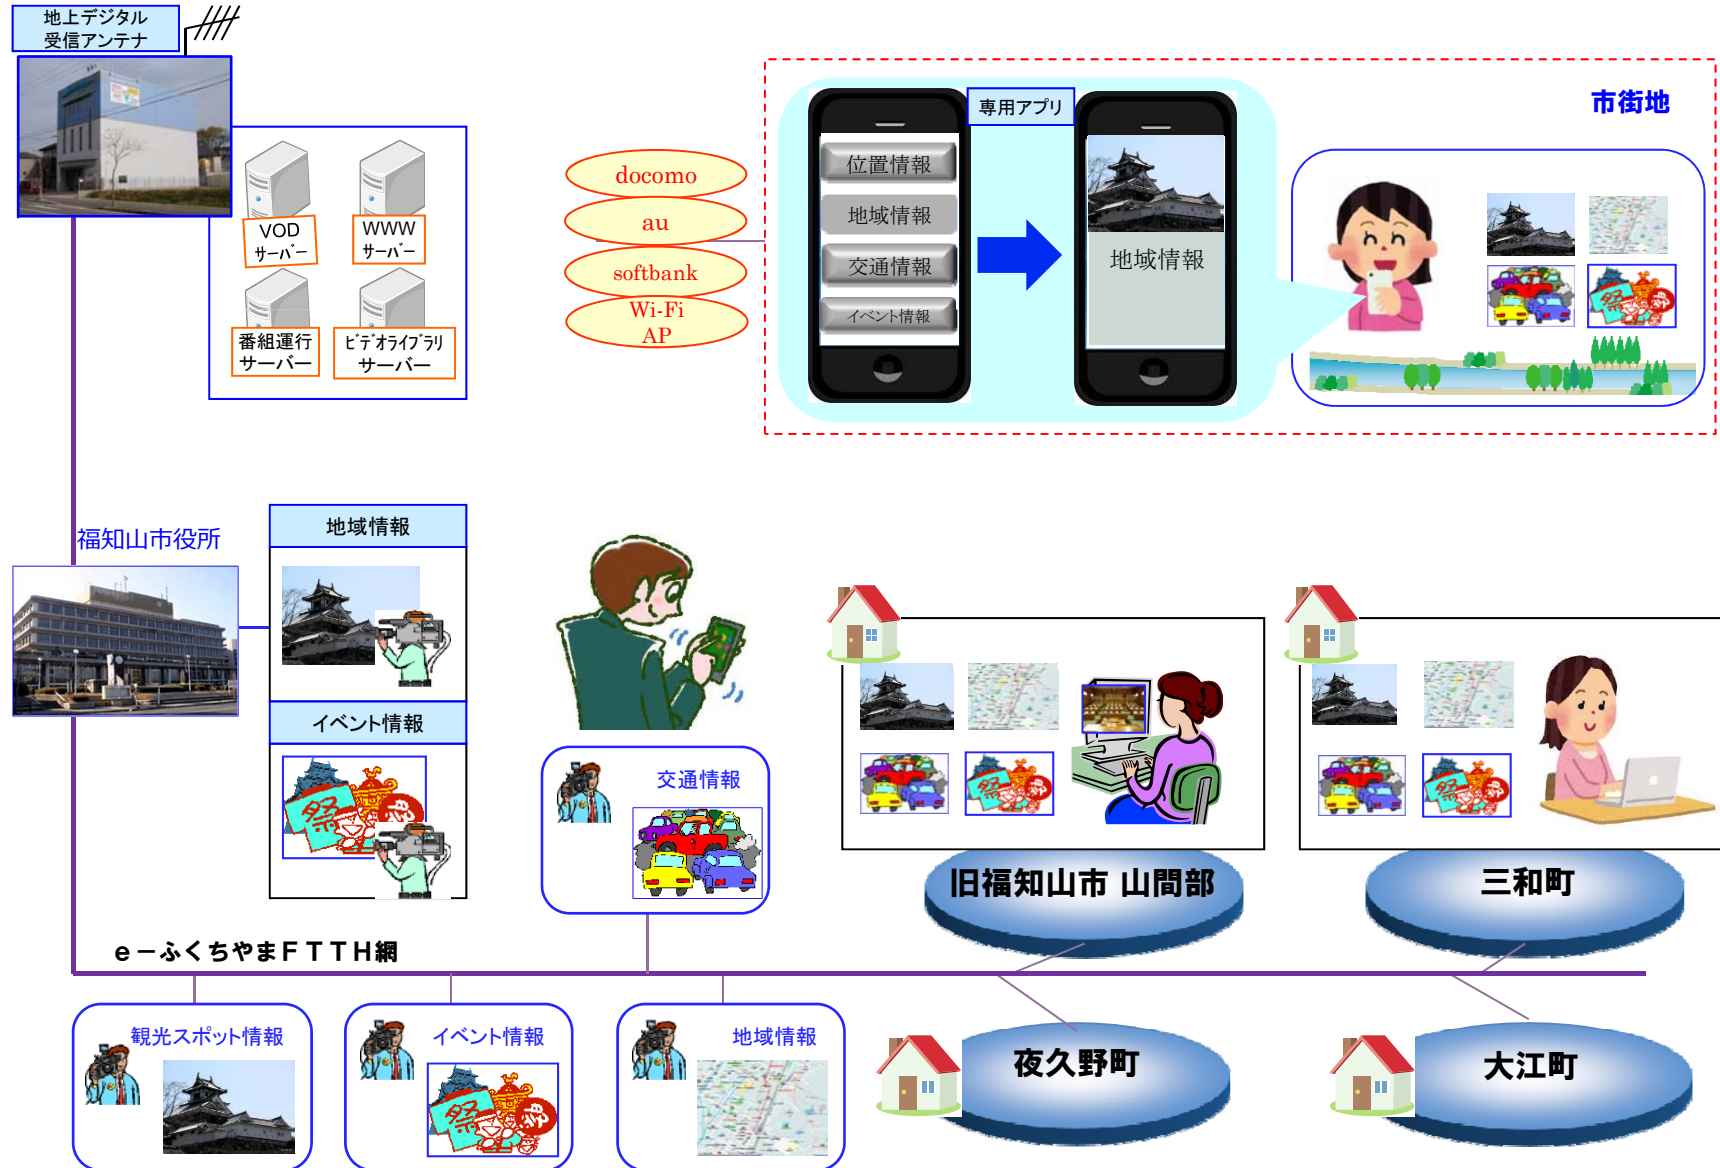 地上デジタル
受信アンテナ
VOD
サーバー
WWW
サーバー
番組運行
サーバー
ビデオライブラリ
サーバー
docomo
au
softbank
Wi-Fi
AP
専用アプリ
位置情報
地域情報
交通情報
イベント情報
地域情報
市街地
福知山市役所
地域情報
イベント情報
交通情報
旧福知山市 山間部
三和町
e－ふくちやまＦＴＴＨ網
観光スポット情報
イベント情報
地域情報
夜久野町
大江町